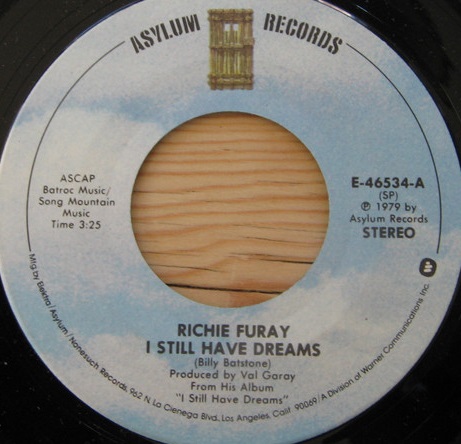 ASYLUM RECORDS
ASCAP
Batroc Music/
Song Mountain
Music
Time 3:25
E-46534-A
(SP)
℗ 1979 by
Asylum Records
STEREO
RICHIE FURAY
I STILL HAVE DREAMS
(Billy Batstone)
Produced by Val Garay
From His Album
"I Still Have Dreams"
Mfg by Elektra/Asylum/Nonesuch Records, 962 N. La Cienega Blvd., Los Angeles, Calif. 90069/A Division of Warner Communications Inc.